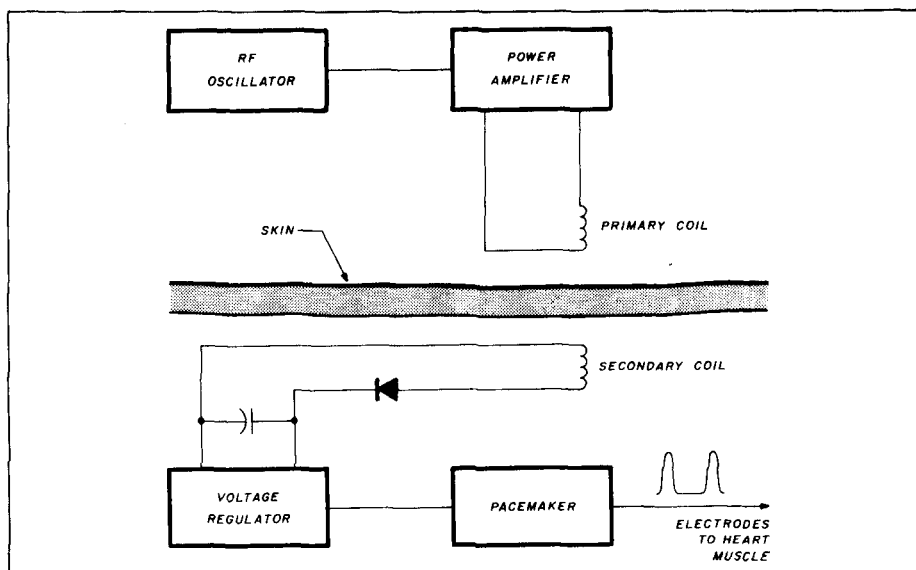 RF
OSCILLATOR
POWER
AMPLIFIER
PRIMARY COIL
SKIN
SECONDARY COIL
VOLTAGE
REGULATOR
PACEMAKER
ELECTRODES
TO HEART
MUSCLE